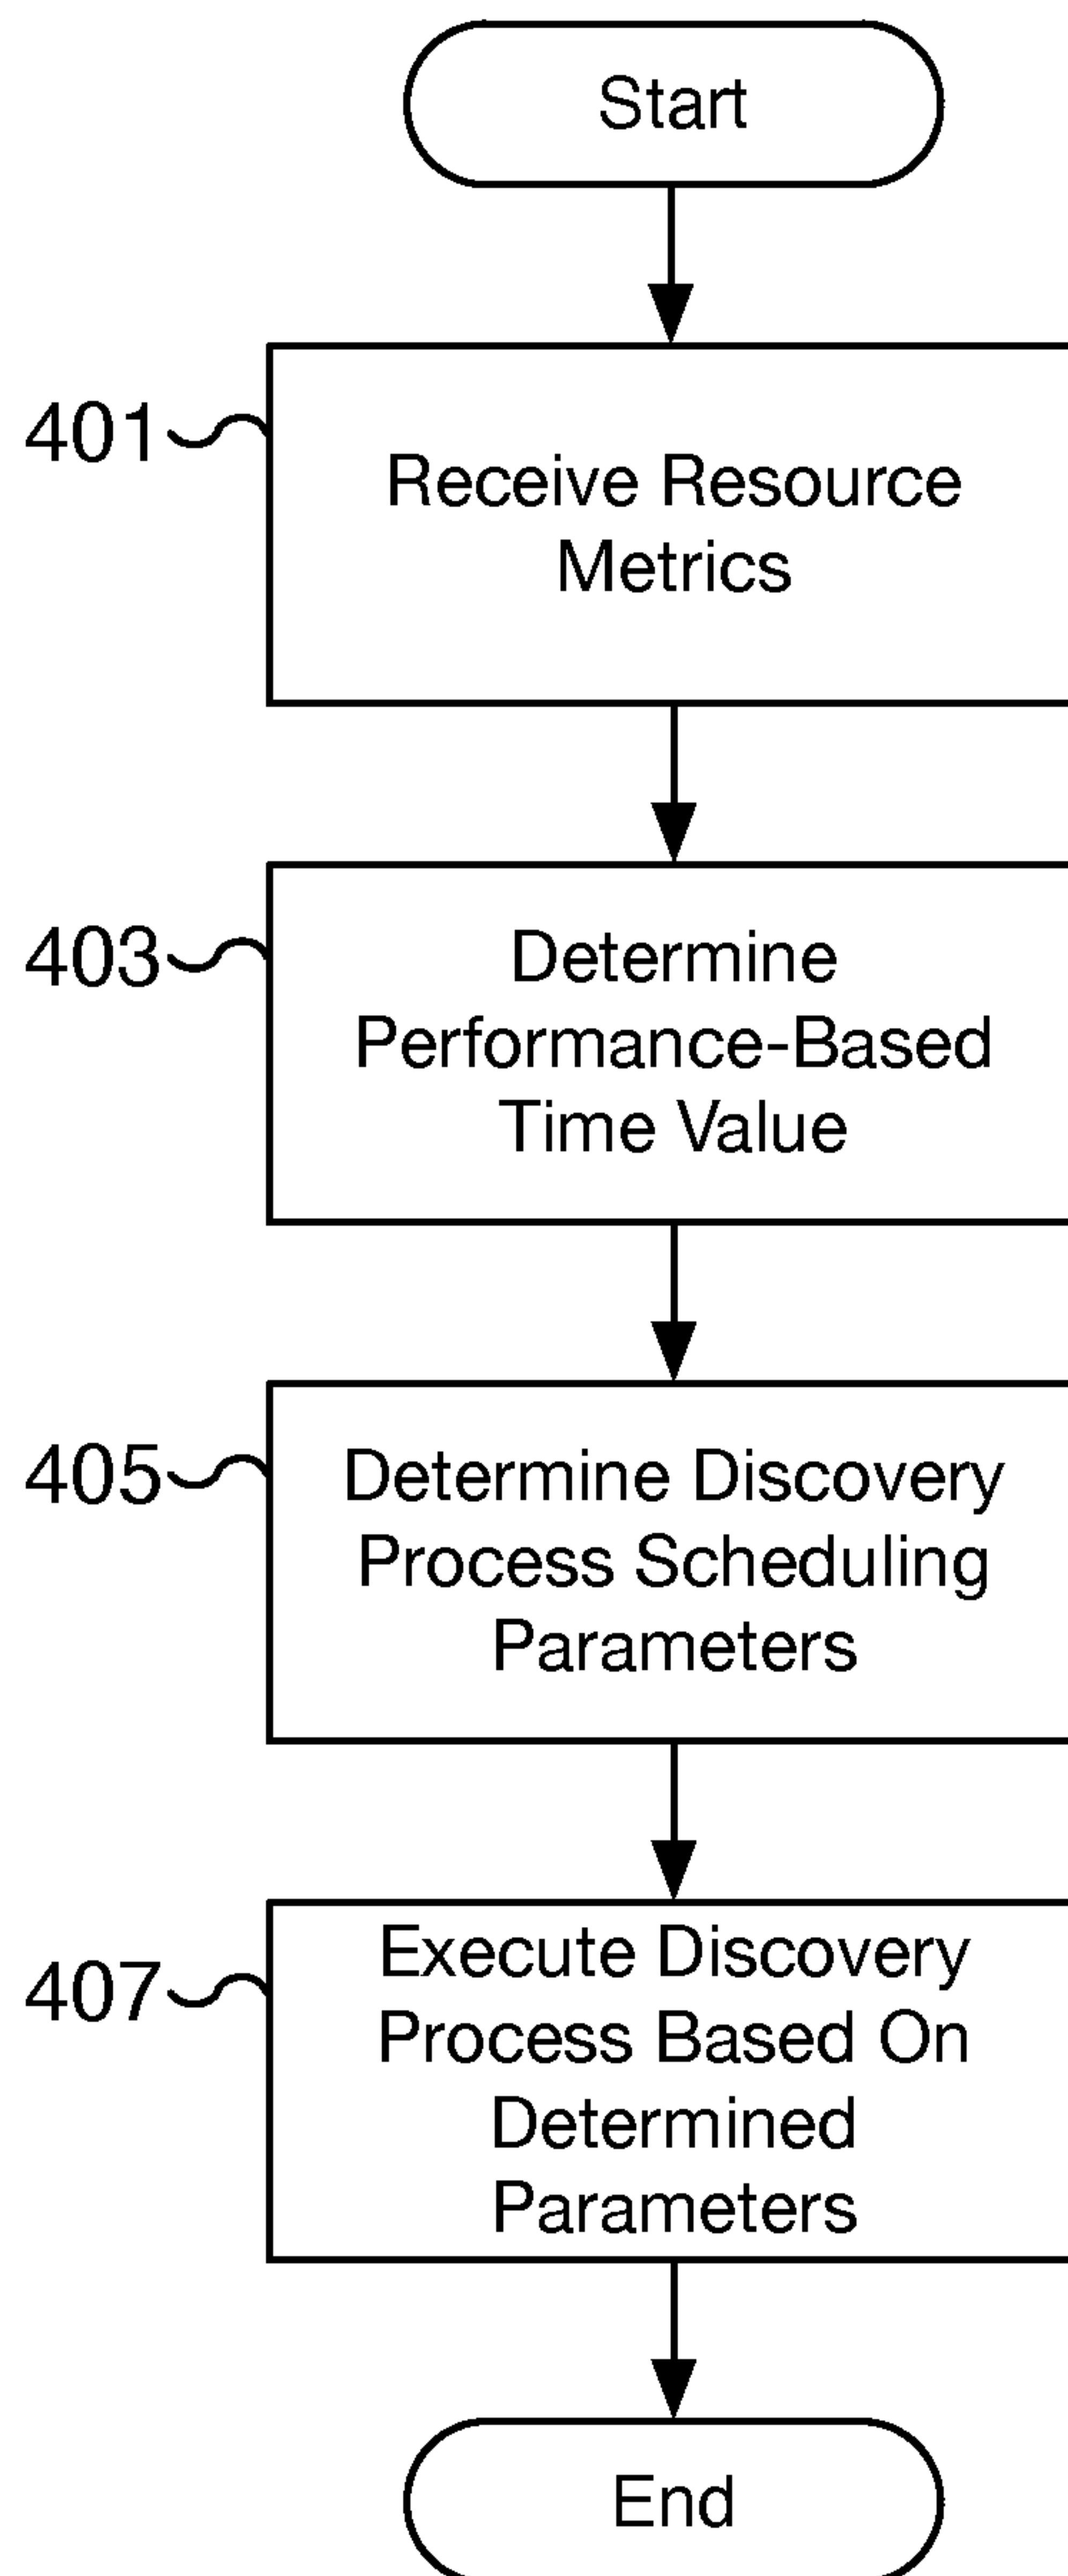 Start
401
Receive Resource
Metrics
403
Determine
Performance-Based
Time Value
405
Determine Discovery
Process Scheduling
Parameters
407
Execute Discovery
Process Based On
Determined
Parameters
End